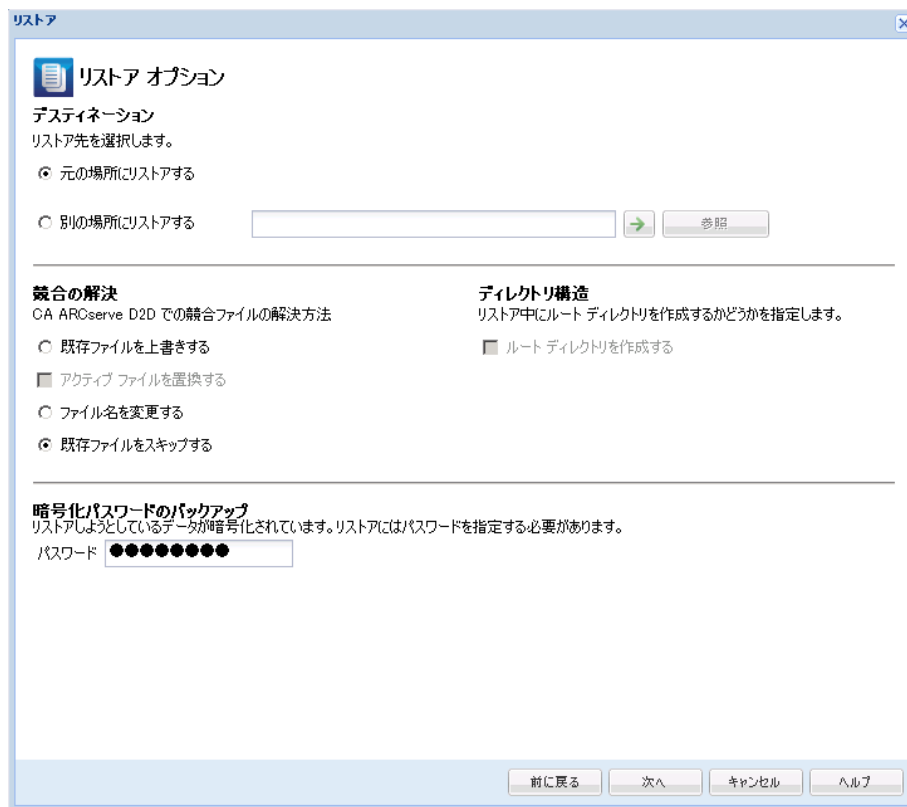 リストア
リストア オプション
デスティネーション
リストア先を選択します。
元の場所にリストアする
別の場所にリストアする
参照
競合の解決
CA ARCserve D2D での競合ファイルの解決方法
既存ファイルを上書きする
アクティブ ファイルを置換する
ファイル名を変更する
既存ファイルをスキップする
ディレクトリ構造
リストア中にルート ディレクトリを作成するかどうかを指定します。
ルート ディレクトリを作成する
暗号化パスワードのバックアップ
リストアしようとしているデータが暗号化されています。リストアにはパスワードを指定する必要があります。
パスワード ●●●●●●●●
前に戻る 次へ キャンセル ヘルプ